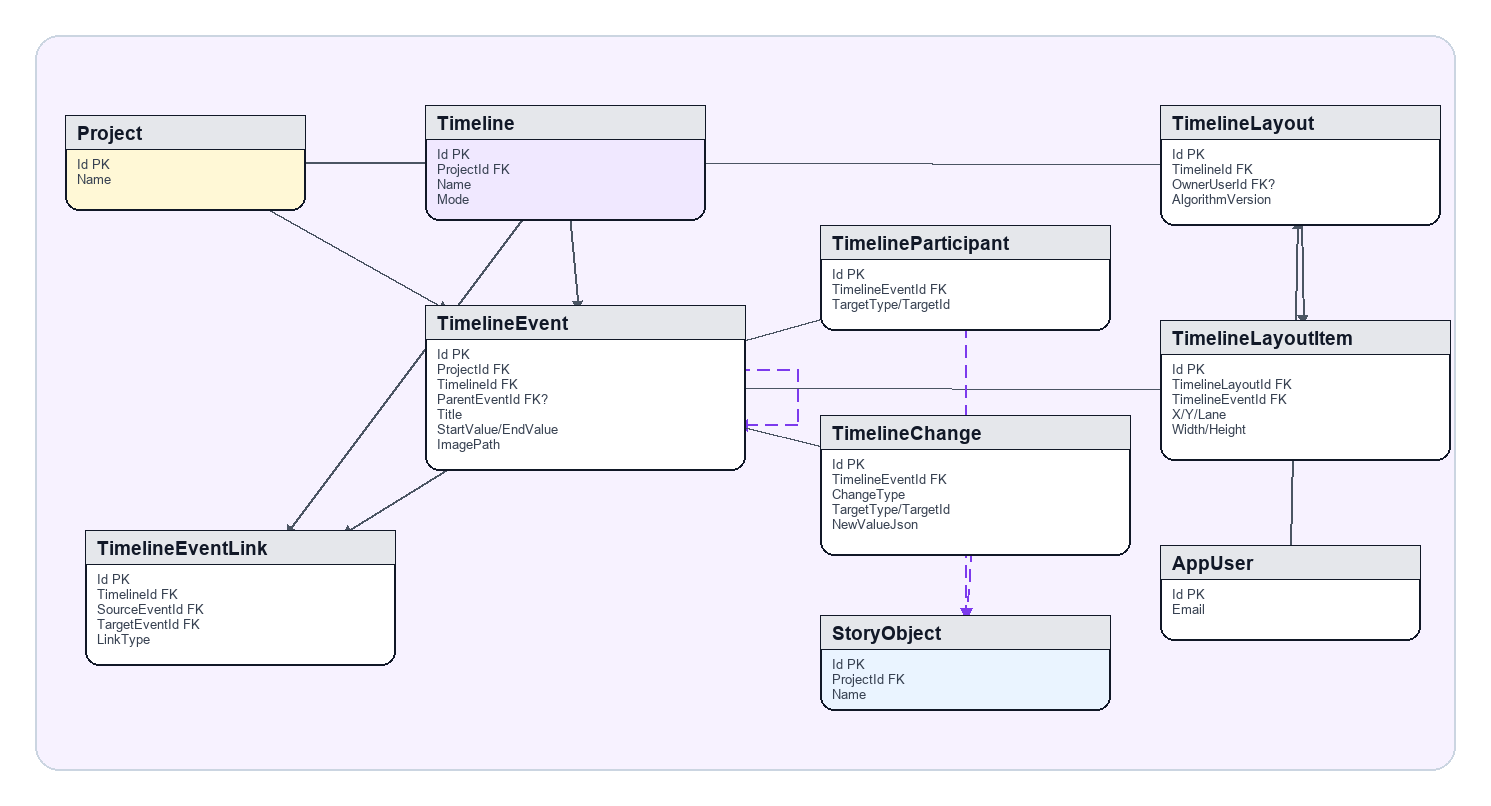 Project
Id PK
Name
Timeline
Id PK
ProjectId FK
Name
Mode
TimelineLayout
Id PK
TimelineId FK
OwnerUserId FK?
AlgorithmVersion
TimelineParticipant
Id PK
TimelineEventId FK
TargetType/TargetId
TimelineEvent
Id PK
ProjectId FK
TimelineId FK
ParentEventId FK?
Title
StartValue/EndValue
ImagePath
TimelineLayoutItem
Id PK
TimelineLayoutId FK
TimelineEventId FK
X/Y/Lane
Width/Height
TimelineChange
Id PK
TimelineEventId FK
ChangeType
TargetType/TargetId
NewValueJson
TimelineEventLink
Id PK
TimelineId FK
SourceEventId FK
TargetEventId FK
LinkType
AppUser
Id PK
Email
StoryObject
Id PK
ProjectId FK
Name